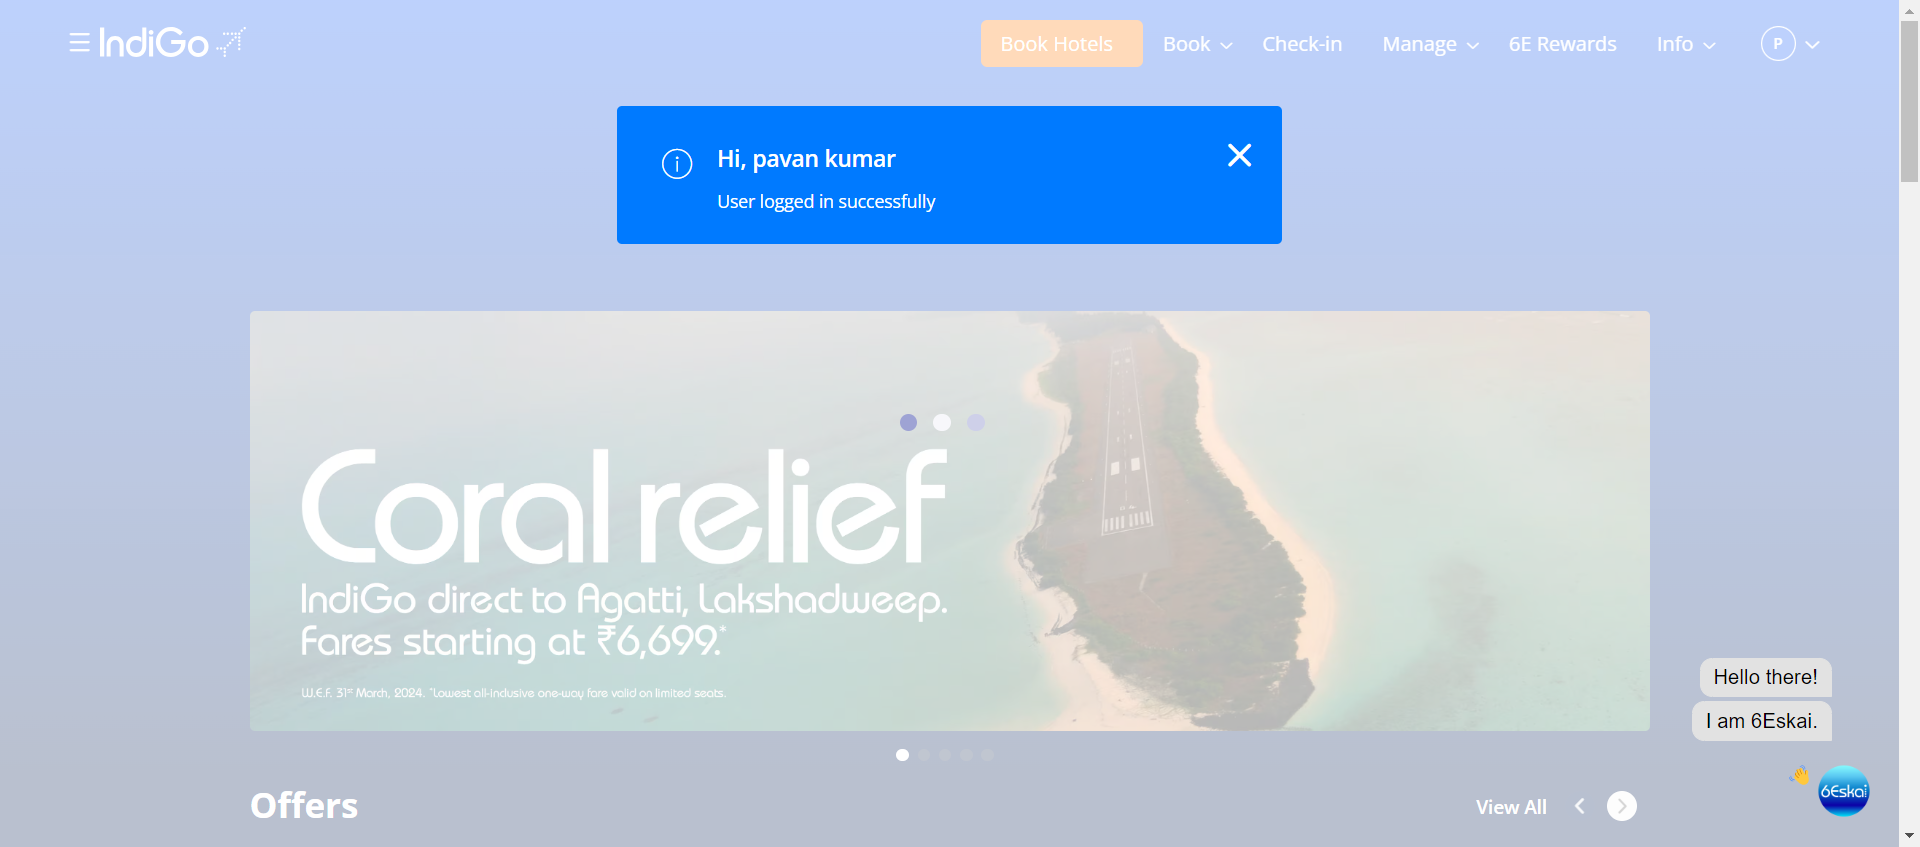 IndiGo
Book Hotels
Book
Check-in
Manage
6E Rewards
Info
P
Hi, pavan kumar
User logged in successfully
Coral relief
IndiGo direct to Agatti, Lakshadweep.
Fares starting at ₹6,699.*
W.E.F. 31st March, 2024. *Lowest all-inclusive one-way fare valid on limited seats.
Hello there!
I am 6Eskai.
6Eskai
Offers
View All